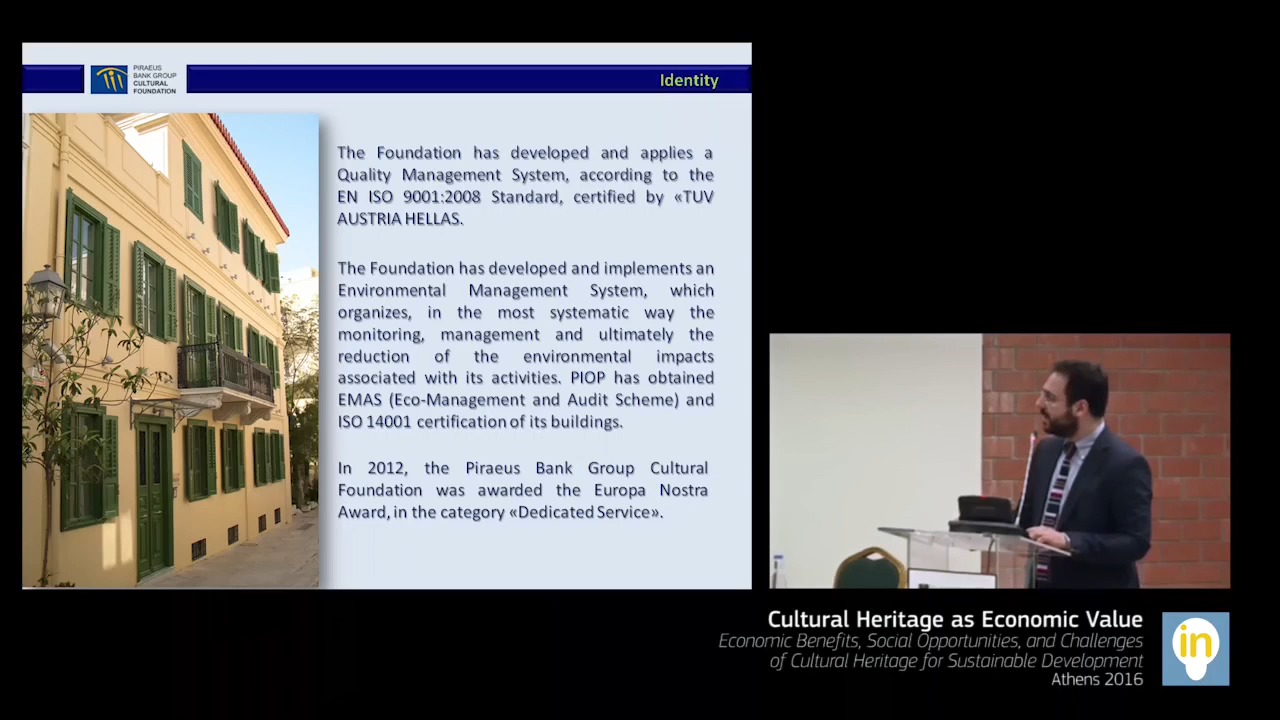 PIRAEUS
BANK GROUP
CULTURAL
FOUNDATION
Identity
The Foundation has developed and applies a
Quality Management System, according to the
EN ISO 9001:2008 Standard, certified by «TUV
AUSTRIA HELLAS.
The Foundation has developed and implements an
Environmental Management System, which
organizes, in the most systematic way the
monitoring, management and ultimately the
reduction of the environmental impacts
associated with its activities. PIOP has obtained
EMAS (Eco-Management and Audit Scheme) and
ISO 14001 certification of its buildings.
In 2012, the Piraeus Bank Group Cultural
Foundation was awarded the Europa Nostra
Award, in the category «Dedicated Service».
Cultural Heritage as Economic Value
Economic Benefits, Social Opportunities, and Challenges
of Cultural Heritage for Sustainable Development
Athens 2016
in